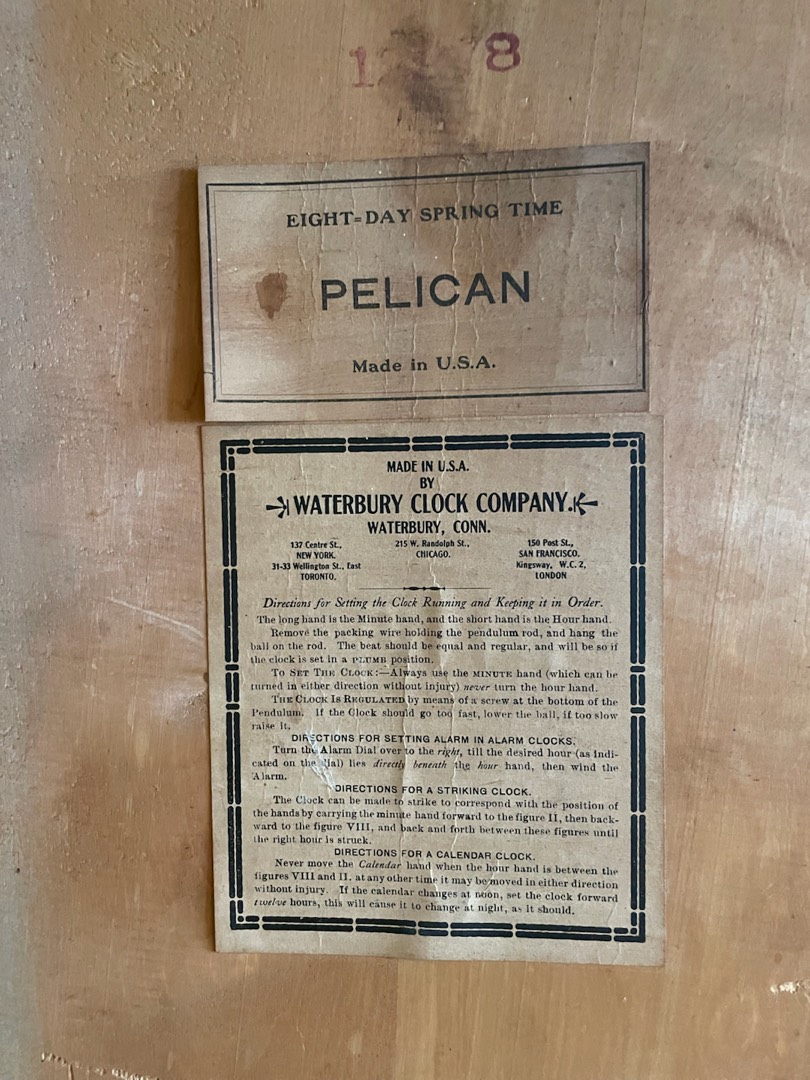 1 8
EIGHT=DAY SPRING TIME
PELICAN
Made in U.S.A.
MADE IN U.S.A.
BY
WATERBURY CLOCK COMPANY.
WATERBURY, CONN.
137 Centre St., 215 W. Randolph St., 150 Post St.,
NEW YORK. CHICAGO. SAN FRANCISCO.
31-33 Wellington St., East Kingsway, W.C. 2,
TORONTO. LONDON
Directions for Setting the Clock Running and Keeping it in Order.
The long hand is the Minute hand, and the short hand is the Hour hand.
Remove the packing wire holding the pendulum rod, and hang the
ball on the rod. The beat should be equal and regular, and will be so if
the clock is set in a PLUMB position.
TO SET THE CLOCK:—Always use the MINUTE hand (which can be
turned in either direction without injury) never turn the hour hand.
THE CLOCK IS REGULATED by means of a screw at the bottom of the
Pendulum. If the Clock should go too fast, lower the ball, if too slow
raise it.
DIRECTIONS FOR SETTING ALARM IN ALARM CLOCKS.
Turn the Alarm Dial over to the right, till the desired hour (as indi-
cated on the dial) lies directly beneath the hour hand, then wind the
Alarm.
DIRECTIONS FOR A STRIKING CLOCK.
The Clock can be made to strike to correspond with the position of
the hands by carrying the minute hand forward to the figure II, then back-
ward to the figure VIII, and back and forth between these figures until
the right hour is struck.
DIRECTIONS FOR A CALENDAR CLOCK.
Never move the Calendar hand when the hour hand is between the
figures VIII and II. at any other time it may be moved in either direction
without injury. If the calendar changes at noon, set the clock forward
twelve hours, this will cause it to change at night, as it should.